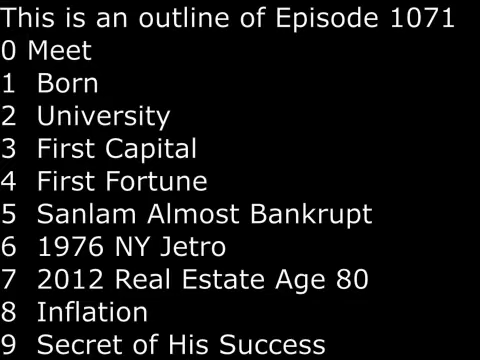 This is an outline of Episode 1071
0 Meet
1 Born
2 University
3 First Capital
4 First Fortune
5 Sanlam Almost Bankrupt
6 1976 NY Jetro
7 2012 Real Estate Age 80
8 Inflation
9 Secret of His Success